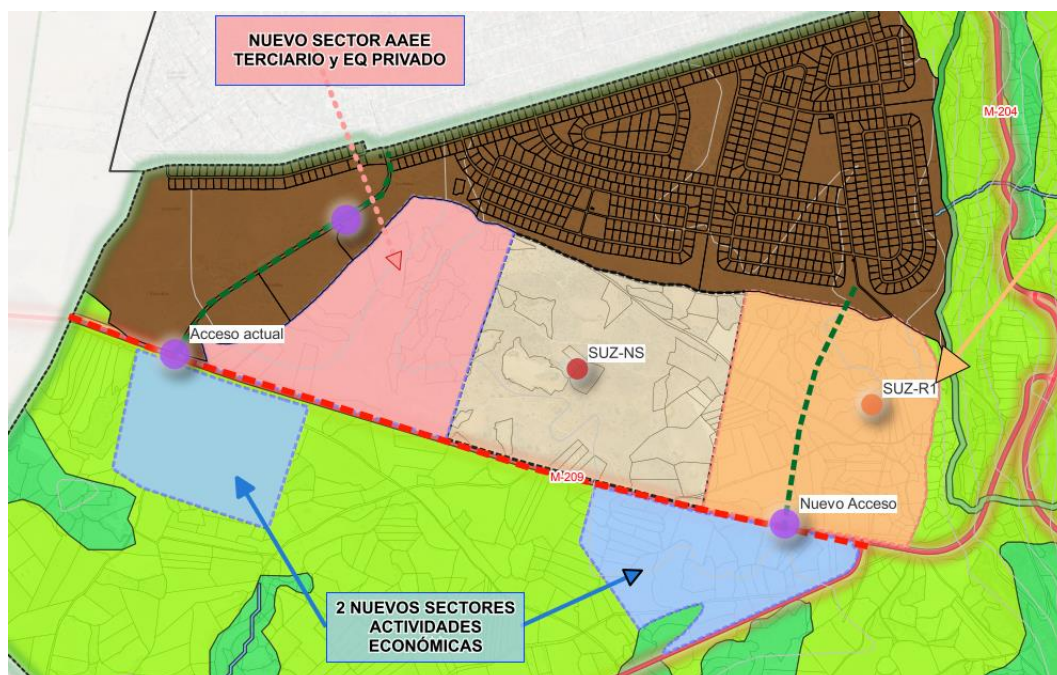 NUEVO SECTOR AAEE
TERCIARIO y EQ PRIVADO
M-204
Acceso actual
SUZ-NS
SUZ-R1
M-209
Nuevo Acceso
2 NUEVOS SECTORES
ACTIVIDADES
ECONÓMICAS